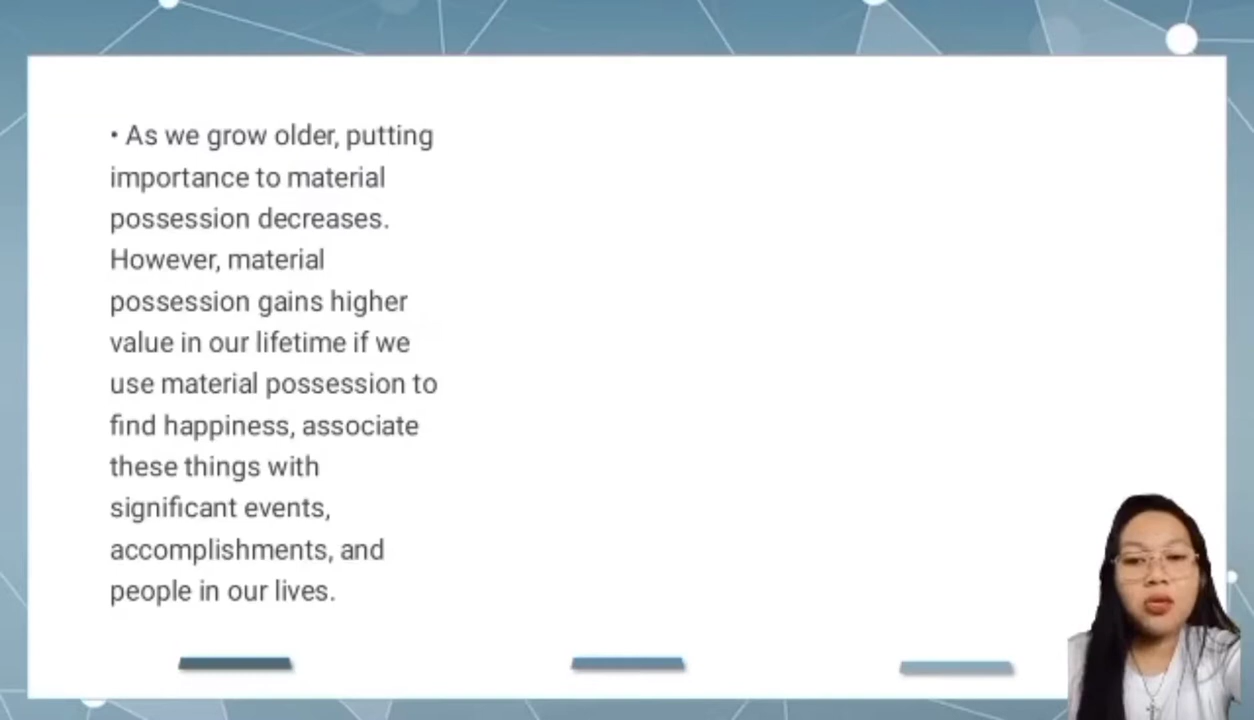 • As we grow older, putting
importance to material
possession decreases.
However, material
possession gains higher
value in our lifetime if we
use material possession to
find happiness, associate
these things with
significant events,
accomplishments, and
people in our lives.